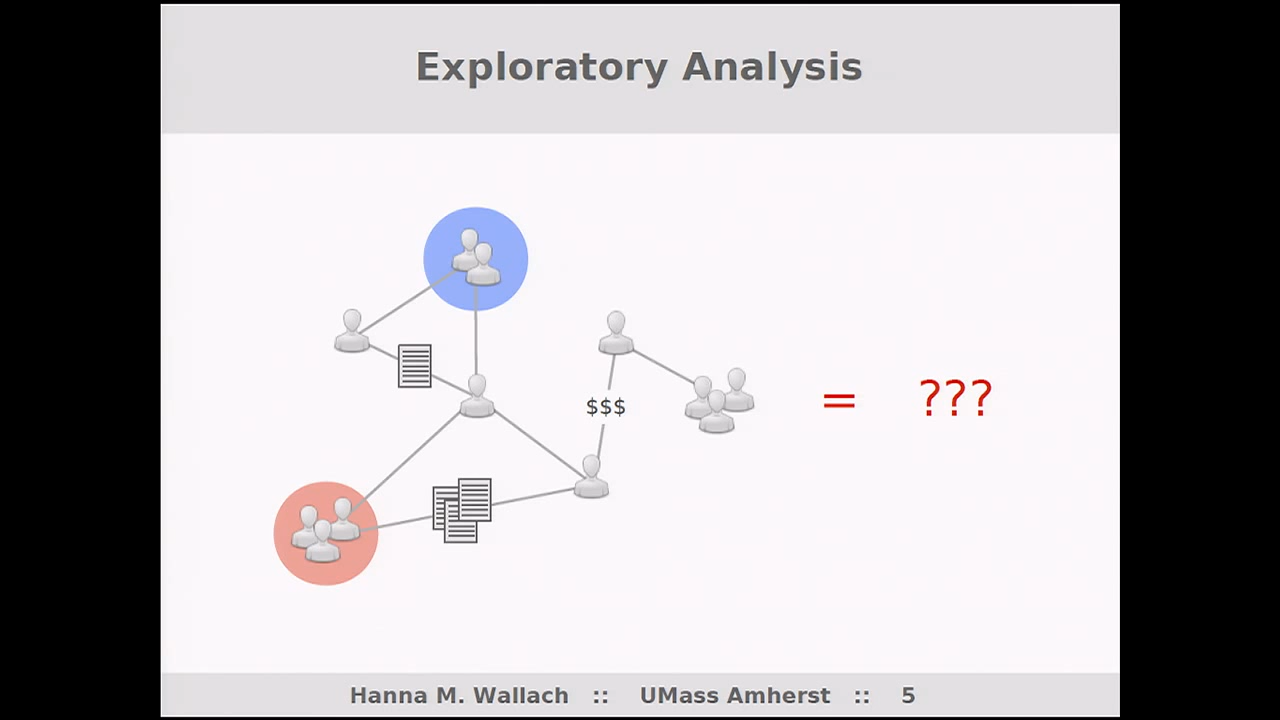 Exploratory Analysis
$$$
= ???
Hanna M. Wallach :: UMass Amherst :: 5